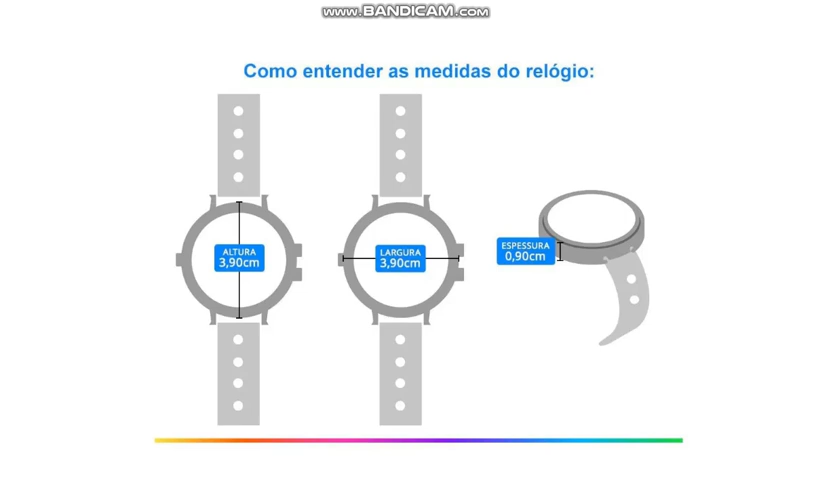 www.BANDICAM.com
Como entender as medidas do relógio:
ALTURA
3,90cm
LARGURA
3,90cm
ESPESSURA
0,90cm